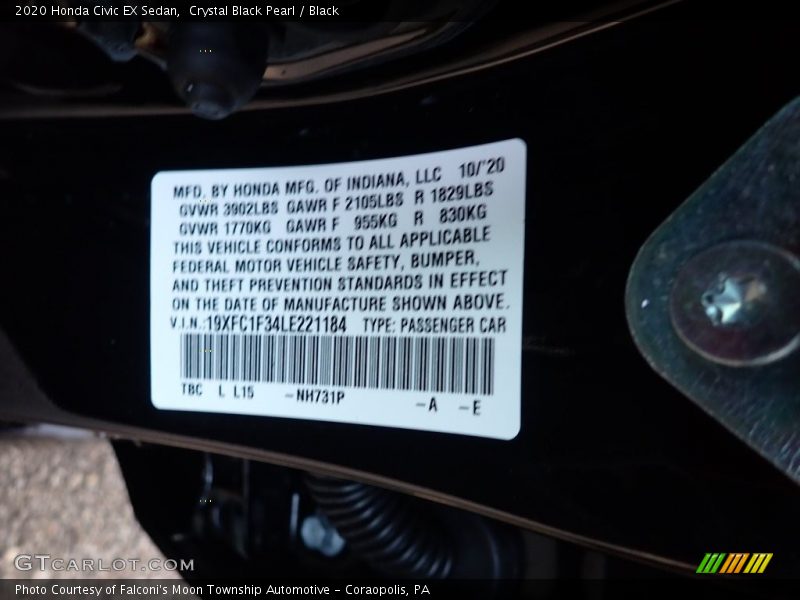 2020 Honda Civic EX Sedan,  Crystal Black Pearl / Black
MFD. BY HONDA MFG. OF INDIANA, LLC 10/'20
GVWR 3902LBS GAWR F 2105LBS R 1829LBS
GVWR 1770KG GAWR F 955KG R 830KG
THIS VEHICLE CONFORMS TO ALL APPLICABLE
FEDERAL MOTOR VEHICLE SAFETY, BUMPER,
AND THEFT PREVENTION STANDARDS IN EFFECT
ON THE DATE OF MANUFACTURE SHOWN ABOVE.
V.I.N.:19XFC1F34LE221184 TYPE: PASSENGER CAR
TBC L L15 -NH731P -A -E
GTCARLOT.COM
Photo Courtesy of Falconi's Moon Township Automotive - Coraopolis, PA